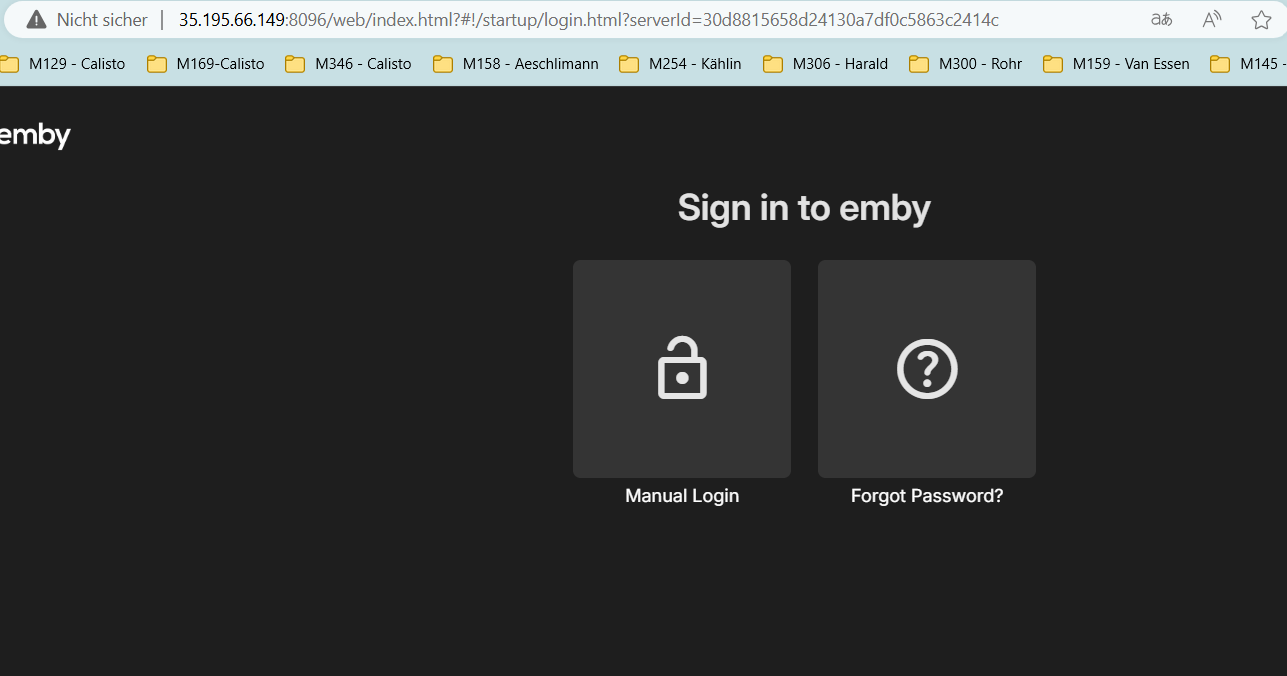 Nicht sicher | 35.195.66.149:8096/web/index.html?#!/startup/login.html?serverId=30d8815658d24130a7df0c5863c2414c aあ A
M129 - Calisto M169-Calisto M346 - Calisto M158 - Aeschlimann M254 - Kählin M306 - Harald M300 - Rohr M159 - Van Essen M145 -
emby
Sign in to emby
Manual Login Forgot Password?